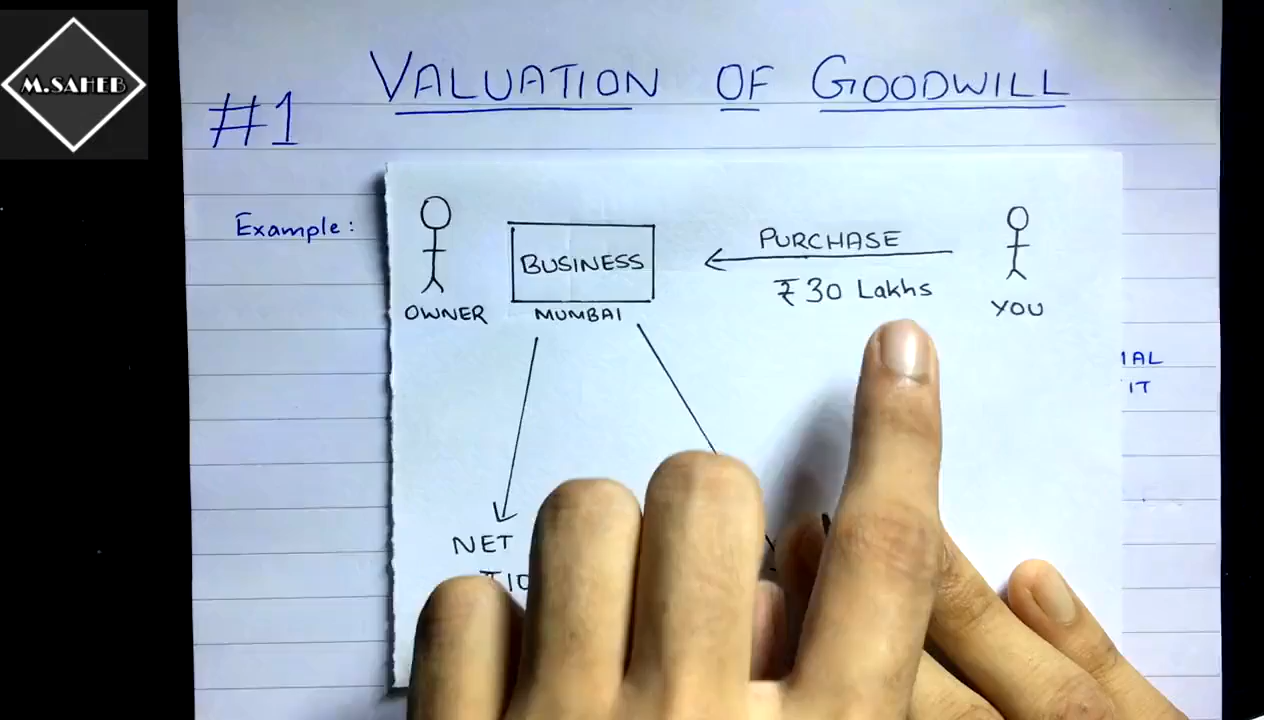 M.SAHEB
VALUATION OF GOODWILL
#1
Example:
PURCHASE
BUSINESS
₹30 Lakhs
OWNER
MUMBAI
YOU
NET